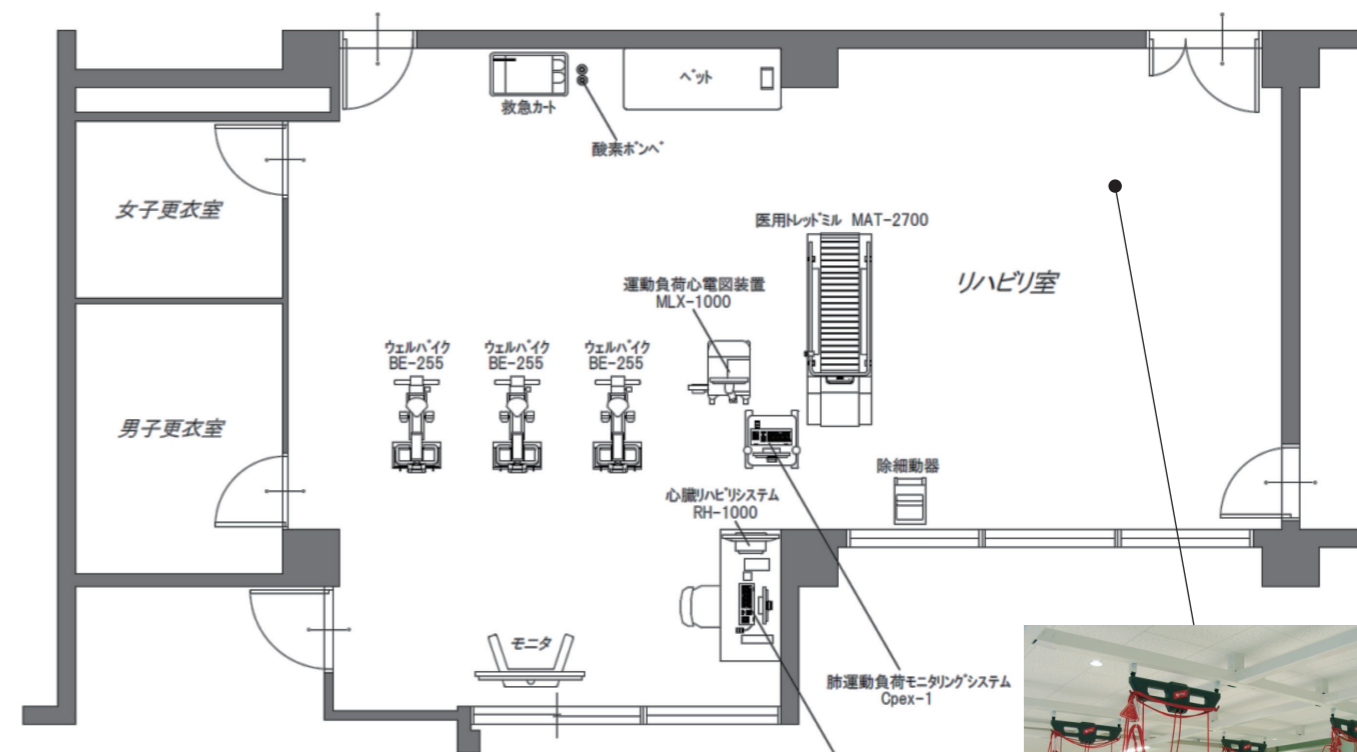 ベット
救急カート
酸素ボンベ
女子更衣室
医用トレッドミル MAT-2700
リハビリ室
運動負荷心電図装置
MLX-1000
ウェルバイク
BE-255
ウェルバイク
BE-255
ウェルバイク
BE-255
男子更衣室
除細動器
心臓リハビリシステム
RH-1000
モニタ
肺運動負荷モニタリングシステム
Cpex-1